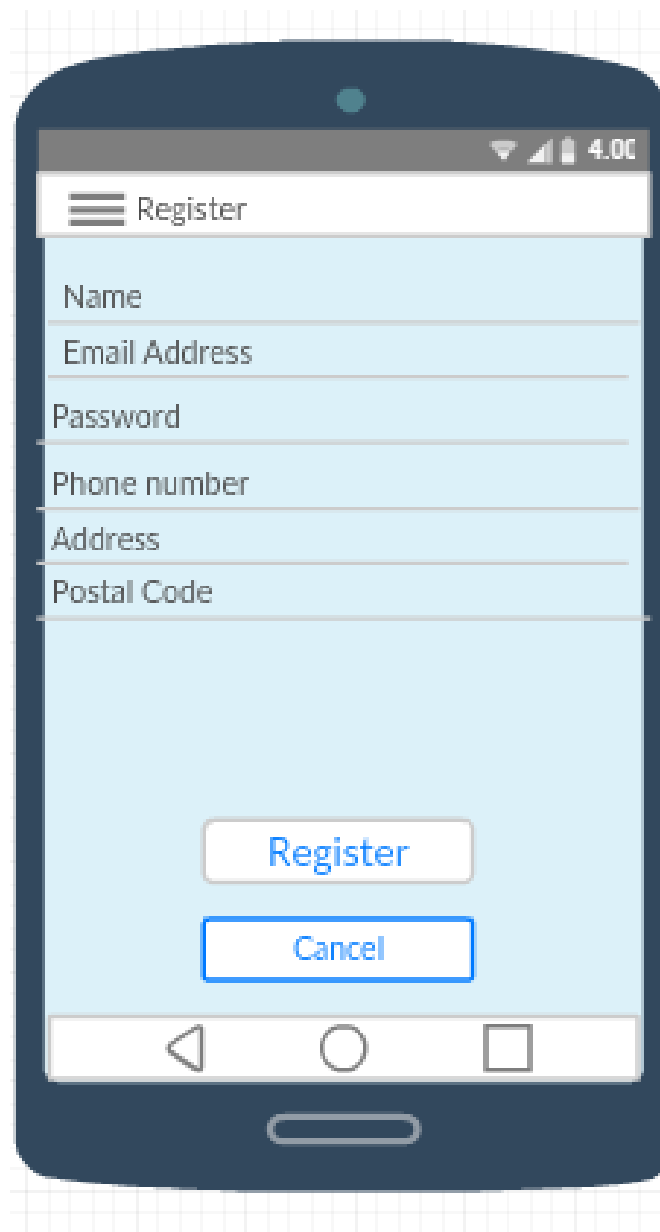 4.00
Register
Name
Email Address
Password
Phone number
Address
Postal Code
Register
Cancel